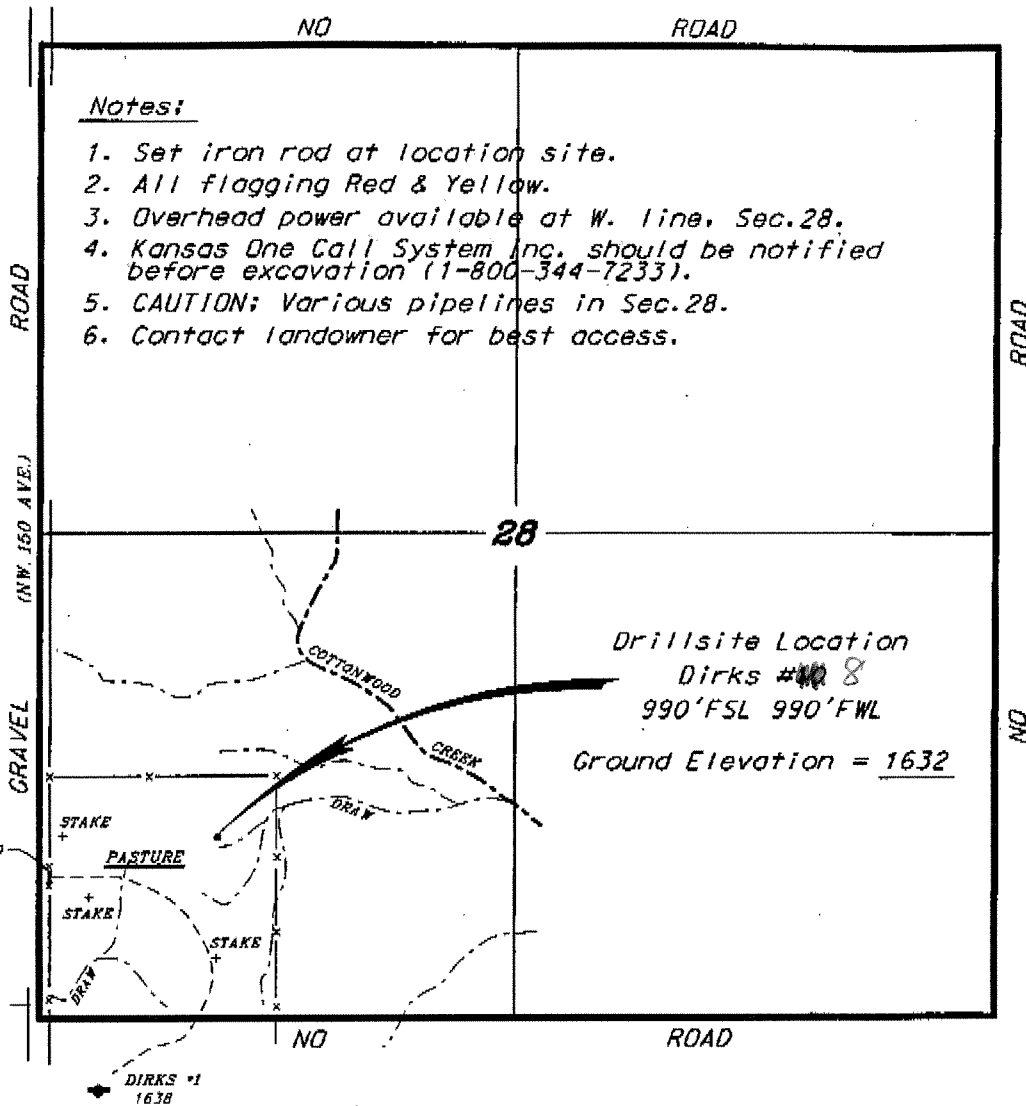 NO ROAD
Notes:
1. Set iron rod at location site.
2. All flagging Red & Yellow.
3. Overhead power available at W. line, Sec.28.
4. Kansas One Call System Inc. should be notified
before excavation (1-800-344-7233).
5. CAUTION: Various pipelines in Sec.28.
6. Contact landowner for best access.
ROAD
ROAD
(NW. 150 AVE.)
28
Drillsite Location
Dirks # 8
990'FSL 990'FWL
Ground Elevation = 1632
COTTONWOOD
CREEK
GRAVEL
NO
DRAW
STAKE
PASTURE
STAKE
STAKE
DRAW
NO ROAD
DIRKS #1
1638